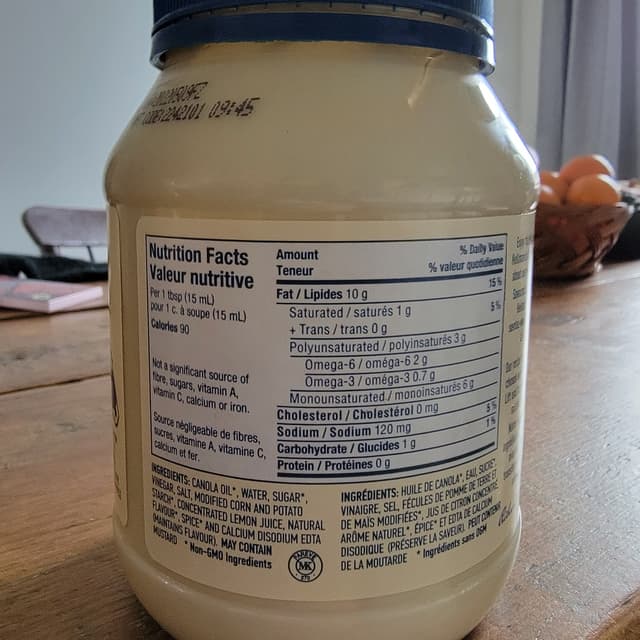 09:45
Nutrition Facts
Valeur nutritive
Per 1 tbsp (15 mL)
pour 1 c. à soupe (15 mL)
Calories 90
Not a significant source of
fibre, sugars, vitamin A,
vitamin C, calcium or iron.
Source négligeable de fibres,
sucres, vitamine A, vitamine C,
calcium et fer.
Amount % Daily Value
Teneur % valeur quotidienne
Fat / Lipides 10 g 15 %
Saturated / saturés 1 g 5 %
+ Trans / trans 0 g
Polyunsaturated / polyinsaturés 3 g
Omega-6 / oméga-6 2 g
Omega-3 / oméga-3 0.7 g
Monounsaturated / monoinsaturés 6 g
Cholesterol / Cholestérol 0 mg
Sodium / Sodium 120 mg 5 %
Carbohydrate / Glucides 1 g 1 %
Protein / Protéines 0 g
INGREDIENTS: CANOLA OIL*, WATER, SUGAR*,
VINEGAR, SALT, MODIFIED CORN AND POTATO
STARCH*, CONCENTRATED LEMON JUICE, NATURAL
FLAVOUR*, SPICE* AND CALCIUM DISODIUM EDTA
(MAINTAINS FLAVOUR). MAY CONTAIN
MUSTARD * Non-GMO Ingredients
MK
INGRÉDIENTS: HUILE DE CANOLA*, EAU, SUCRE*,
VINAIGRE, SEL, FÉCULES DE POMME DE TERRE ET
DE MAÏS MODIFIÉES*, JUS DE CITRON CONCENTRÉ,
ARÔME NATUREL*, ÉPICE* ET EDTA DE CALCIUM
DISODIQUE (PRÉSERVE LA SAVEUR). PEUT CONTENIR
DE LA MOUTARDE * Ingrédients sans OGM